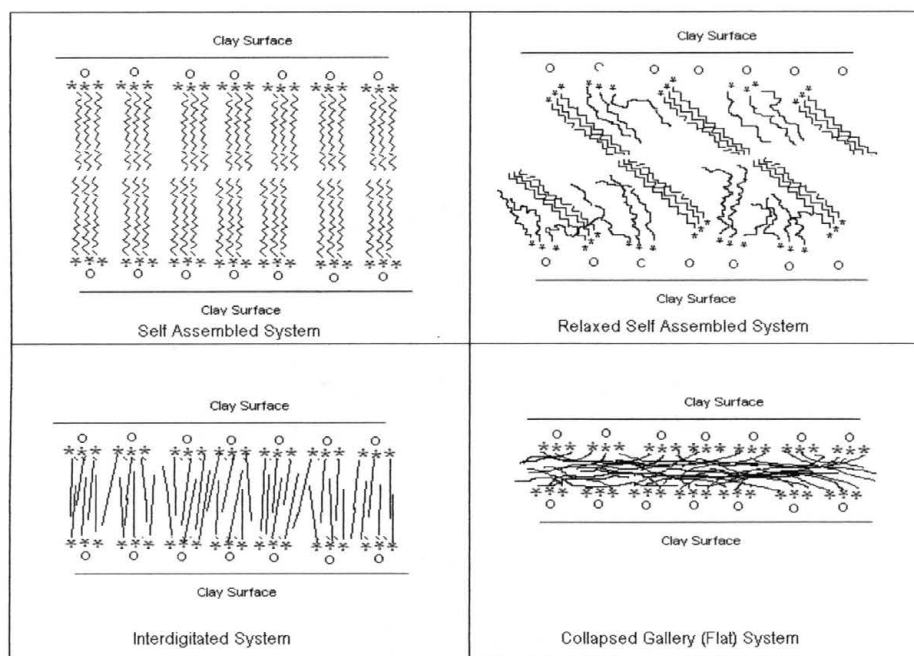 Clay Surface
Clay Surface
Self Assembled System
Clay Surface
Clay Surface
Relaxed Self Assembled System
Clay Surface
Clay Surface
Interdigitated System
Clay Surface
Clay Surface
Collapsed Gallery (Flat) System